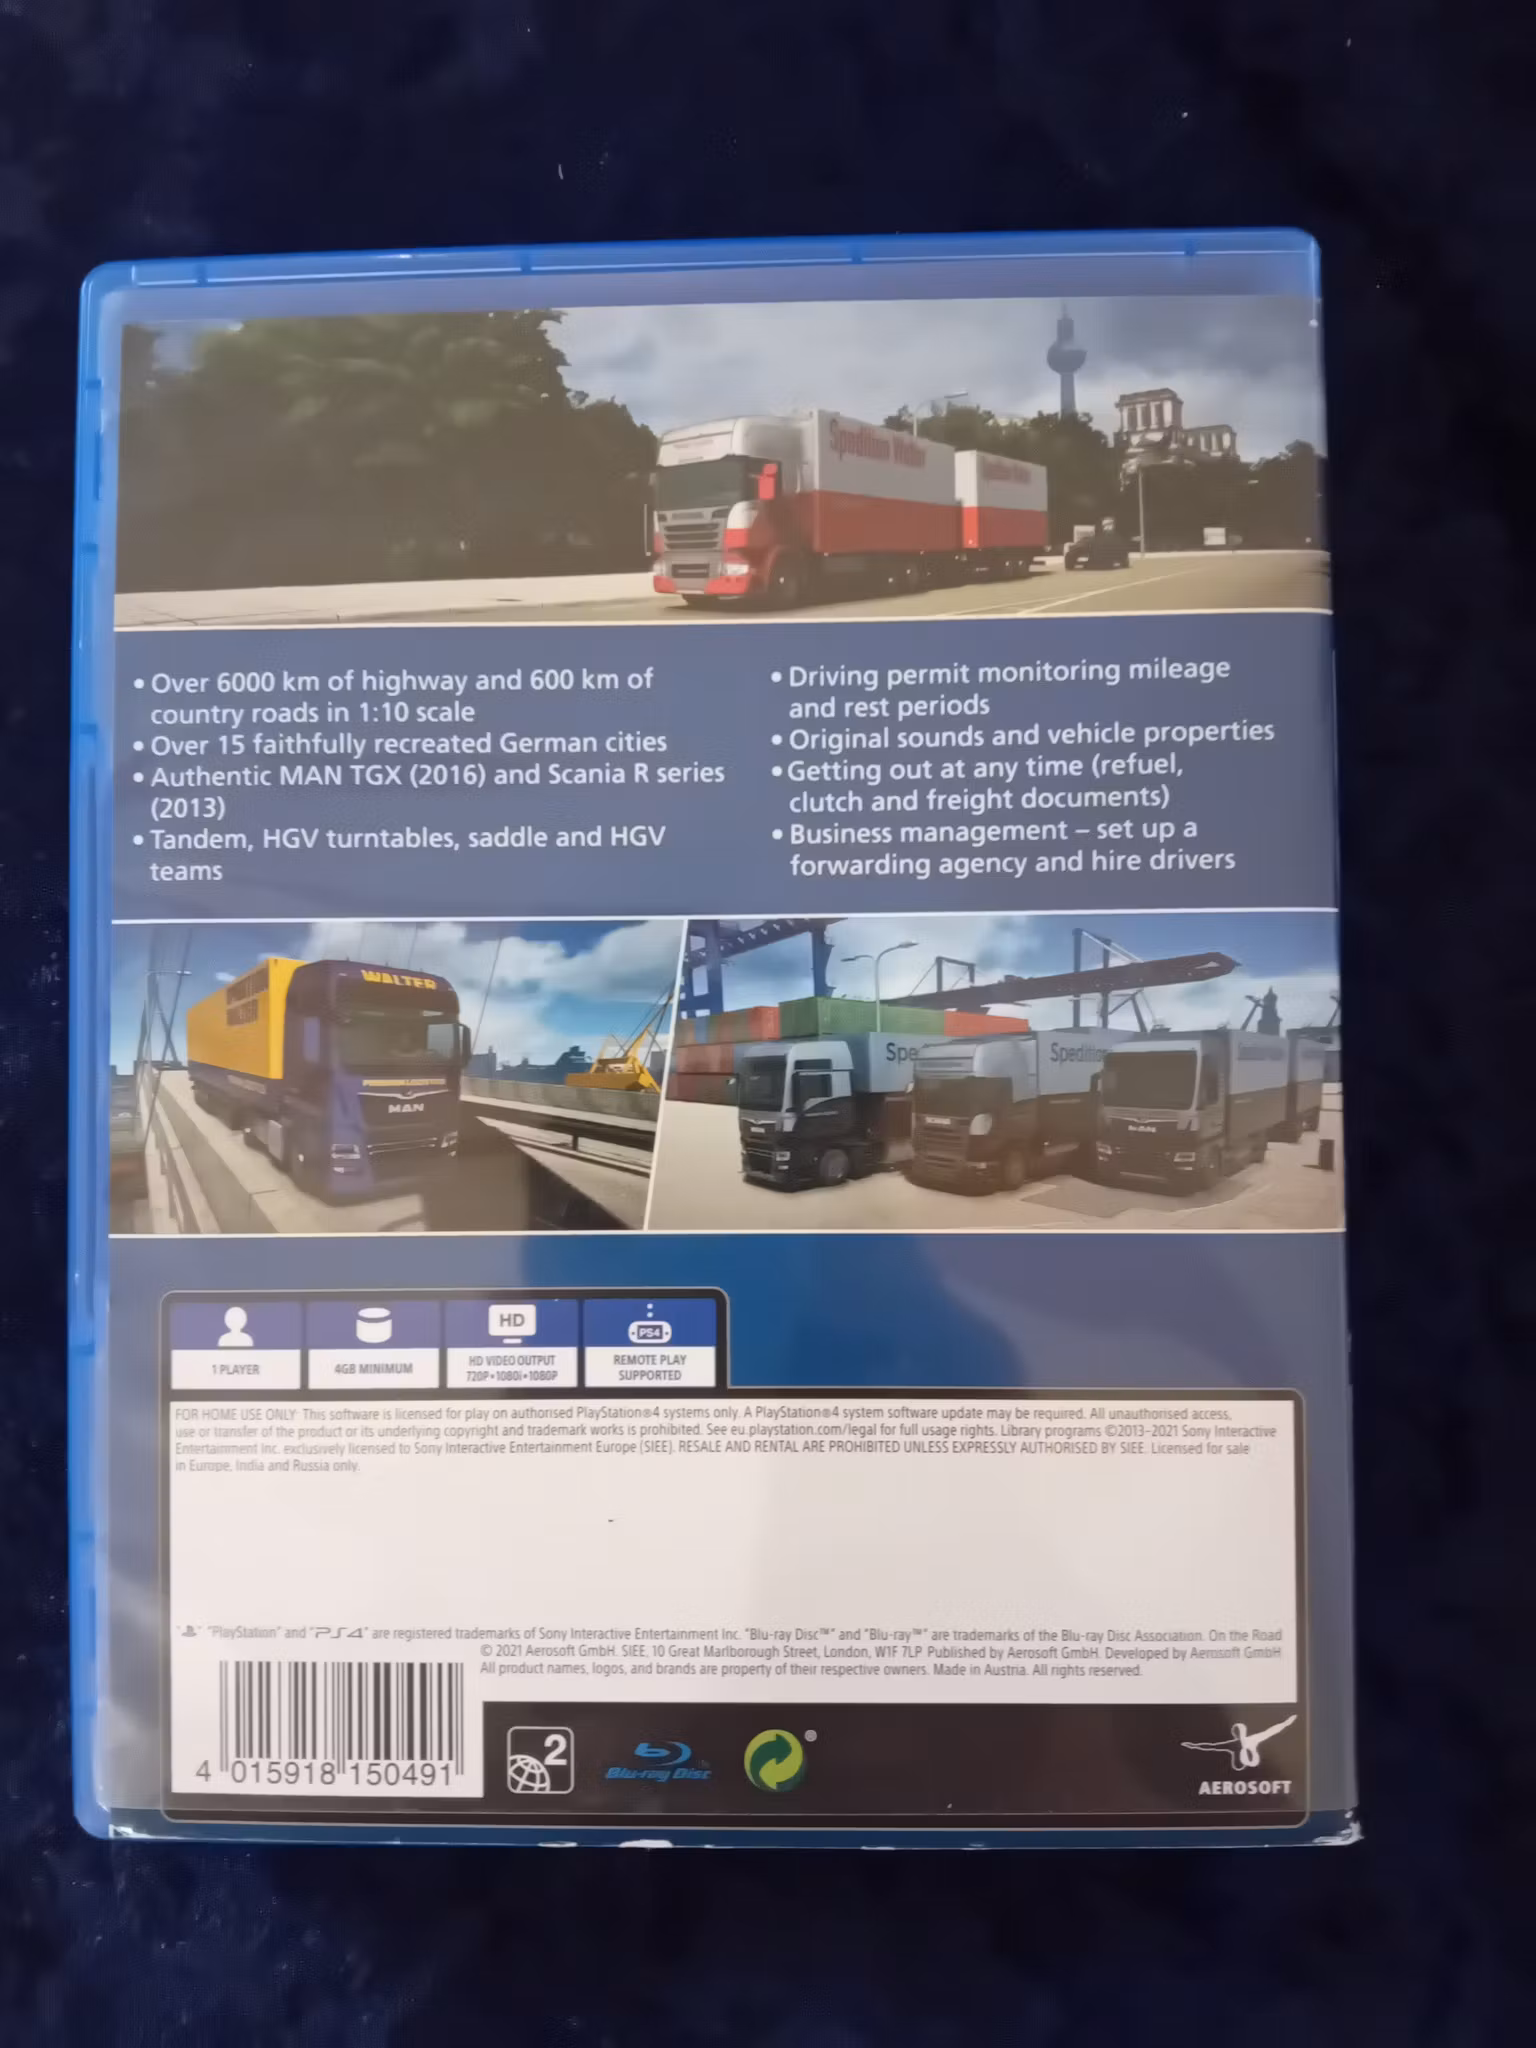 Spedition Walter
• Over 6000 km of highway and 600 km of
country roads in 1:10 scale
• Over 15 faithfully recreated German cities
• Authentic MAN TGX (2016) and Scania R series
(2013)
• Tandem, HGV turntables, saddle and HGV
teams
• Driving permit monitoring mileage
and rest periods
• Original sounds and vehicle properties
• Getting out at any time (refuel,
clutch and freight documents)
• Business management – set up a
forwarding agency and hire drivers
WALTER
MAN
Spe
Spedition
HD
PS4
1 PLAYER
4GB MINIMUM
HD VIDEO OUTPUT
720P•1080i•1080P
REMOTE PLAY
SUPPORTED
FOR HOME USE ONLY: This software is licensed for play on authorised PlayStation®4 systems only. A PlayStation®4 system software update may be required. All unauthorised access,
use or transfer of the product or its underlying copyright and trademark works is prohibited. See eu.playstation.com/legal for full usage rights. Library programs ©2013-2021 Sony Interactive
Entertainment Inc. exclusively licensed to Sony Interactive Entertainment Europe (SIEE). RESALE AND RENTAL ARE PROHIBITED UNLESS EXPRESSLY AUTHORISED BY SIEE. Licensed for sale
in Europe, India and Russia only.
"PlayStation" and "PS4" are registered trademarks of Sony Interactive Entertainment Inc. "Blu-ray Disc™" and "Blu-ray™" are trademarks of the Blu-ray Disc Association. On the Road
© 2021 Aerosoft GmbH. SIEE, 10 Great Marlborough Street, London, W1F 7LP Published by Aerosoft GmbH. Developed by Aerosoft GmbH
All product names, logos, and brands are property of their respective owners. Made in Austria. All rights reserved.
4 015918 150491
2
Blu-ray Disc
®
AEROSOFT